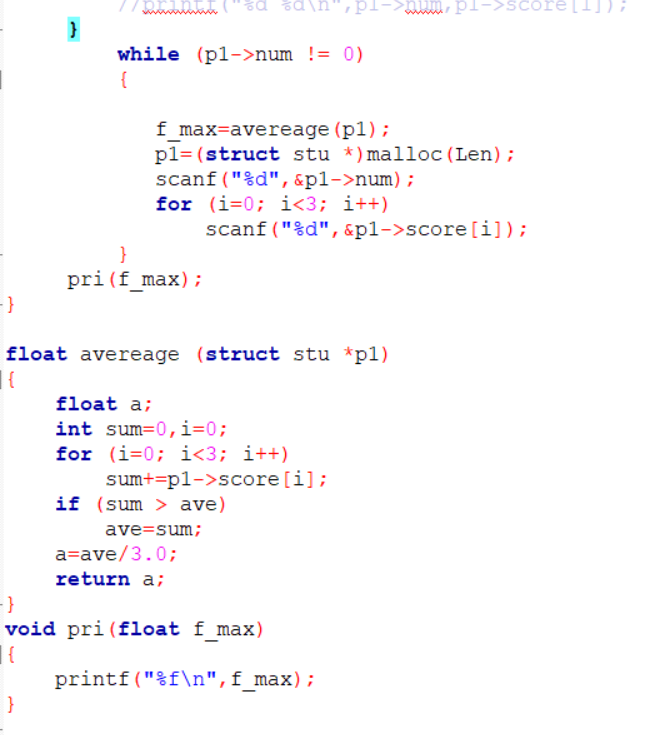 //printf("%d %d\n",p1->num,p1->score[1]);
}
while (p1->num != 0)
{
f_max=avereage(p1);
p1=(struct stu *)malloc(Len);
scanf("%d",&p1->num);
for (i=0; i<3; i++)
scanf("%d",&p1->score[i]);
}
pri(f_max);
}
float avereage (struct stu *p1)
{
float a;
int sum=0,i=0;
for (i=0; i<3; i++)
sum+=p1->score[i];
if (sum > ave)
ave=sum;
a=ave/3.0;
return a;
}
void pri(float f_max)
{
printf("%f\n",f_max);
}